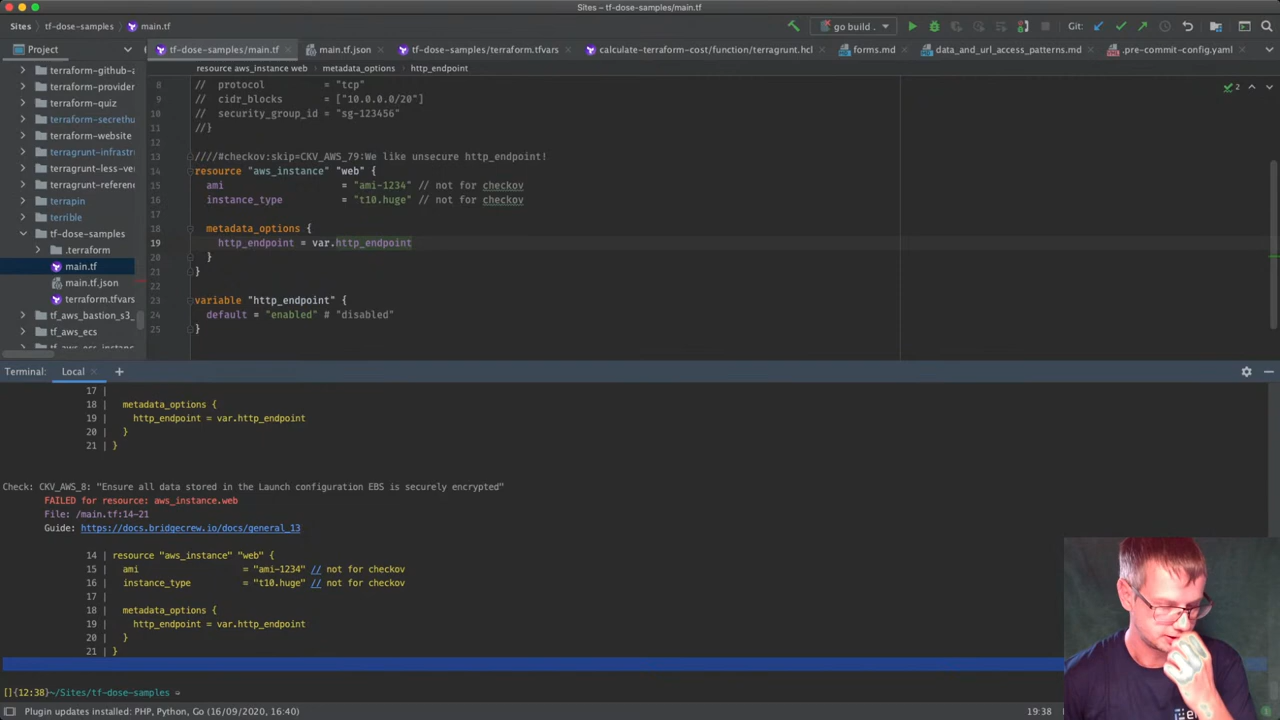 Sites – tf-dose-samples/main.tf
Sites
tf-dose-samples
main.tf
go build .
Git:
Project
tf-dose-samples/main.tf
main.tf.json
tf-dose-samples/terraform.tfvars
calculate-terraform-cost/function/terragrunt.hcl
forms.md
data_and_url_access_patterns.md
.pre-commit-config.yaml
resource aws_instance web
metadata_options
http_endpoint
terraform-github-a
terraform-provider
terraform-quiz
terraform-secrethu
terraform-website
terragrunt-infrastr
terragrunt-less-ver
terragrunt-referen
terrapin
terrible
tf-dose-samples
.terraform
main.tf
main.tf.json
terraform.tfvars
tf_aws_bastion_s3_
tf_aws_ecs
tf_aws_ecs_instanc
8 // protocol = "tcp"
9 // cidr_blocks = ["10.0.0.0/20"]
10 // security_group_id = "sg-123456"
11 //}
12
13 ////#checkov:skip=CKV_AWS_79:We like unsecure http_endpoint!
14 resource "aws_instance" "web" {
15 ami = "ami-1234" // not for checkov
16 instance_type = "t10.huge" // not for checkov
17
18 metadata_options {
19 http_endpoint = var.http_endpoint
20 }
21 }
22
23 variable "http_endpoint" {
24 default = "enabled" # "disabled"
25 }
2
Terminal:
Local
17 |
18 | metadata_options {
19 | http_endpoint = var.http_endpoint
20 | }
21 | }
Check: CKV_AWS_8: "Ensure all data stored in the Launch configuration EBS is securely encrypted"
FAILED for resource: aws_instance.web
File: /main.tf:14-21
Guide: https://docs.bridgecrew.io/docs/general_13
14 | resource "aws_instance" "web" {
15 | ami = "ami-1234" // not for checkov
16 | instance_type = "t10.huge" // not for checkov
17 |
18 | metadata_options {
19 | http_endpoint = var.http_endpoint
20 | }
21 | }
[]{12:38}~/Sites/tf-dose-samples
Plugin updates installed: PHP, Python, Go (16/09/2020, 16:40)
19:38